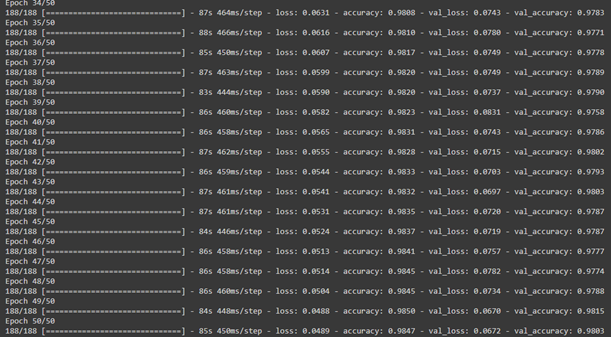 Epoch 34/50
188/188 [==============================] - 87s 464ms/step - loss: 0.0631 - accuracy: 0.9808 - val_loss: 0.0743 - val_accuracy: 0.9783
Epoch 35/50
188/188 [==============================] - 88s 466ms/step - loss: 0.0616 - accuracy: 0.9810 - val_loss: 0.0780 - val_accuracy: 0.9771
Epoch 36/50
188/188 [==============================] - 85s 450ms/step - loss: 0.0607 - accuracy: 0.9817 - val_loss: 0.0749 - val_accuracy: 0.9778
Epoch 37/50
188/188 [==============================] - 87s 463ms/step - loss: 0.0599 - accuracy: 0.9820 - val_loss: 0.0749 - val_accuracy: 0.9789
Epoch 38/50
188/188 [==============================] - 83s 444ms/step - loss: 0.0590 - accuracy: 0.9820 - val_loss: 0.0737 - val_accuracy: 0.9790
Epoch 39/50
188/188 [==============================] - 86s 460ms/step - loss: 0.0582 - accuracy: 0.9823 - val_loss: 0.0831 - val_accuracy: 0.9758
Epoch 40/50
188/188 [==============================] - 86s 458ms/step - loss: 0.0565 - accuracy: 0.9831 - val_loss: 0.0743 - val_accuracy: 0.9786
Epoch 41/50
188/188 [==============================] - 87s 462ms/step - loss: 0.0555 - accuracy: 0.9828 - val_loss: 0.0715 - val_accuracy: 0.9802
Epoch 42/50
188/188 [==============================] - 86s 459ms/step - loss: 0.0544 - accuracy: 0.9833 - val_loss: 0.0703 - val_accuracy: 0.9793
Epoch 43/50
188/188 [==============================] - 87s 461ms/step - loss: 0.0541 - accuracy: 0.9832 - val_loss: 0.0697 - val_accuracy: 0.9803
Epoch 44/50
188/188 [==============================] - 87s 461ms/step - loss: 0.0531 - accuracy: 0.9835 - val_loss: 0.0720 - val_accuracy: 0.9787
Epoch 45/50
188/188 [==============================] - 84s 446ms/step - loss: 0.0524 - accuracy: 0.9837 - val_loss: 0.0719 - val_accuracy: 0.9787
Epoch 46/50
188/188 [==============================] - 86s 458ms/step - loss: 0.0513 - accuracy: 0.9841 - val_loss: 0.0757 - val_accuracy: 0.9777
Epoch 47/50
188/188 [==============================] - 86s 458ms/step - loss: 0.0514 - accuracy: 0.9845 - val_loss: 0.0782 - val_accuracy: 0.9774
Epoch 48/50
188/188 [==============================] - 86s 460ms/step - loss: 0.0504 - accuracy: 0.9845 - val_loss: 0.0734 - val_accuracy: 0.9788
Epoch 49/50
188/188 [==============================] - 84s 448ms/step - loss: 0.0488 - accuracy: 0.9850 - val_loss: 0.0670 - val_accuracy: 0.9815
Epoch 50/50
188/188 [==============================] - 85s 450ms/step - loss: 0.0489 - accuracy: 0.9847 - val_loss: 0.0672 - val_accuracy: 0.9803